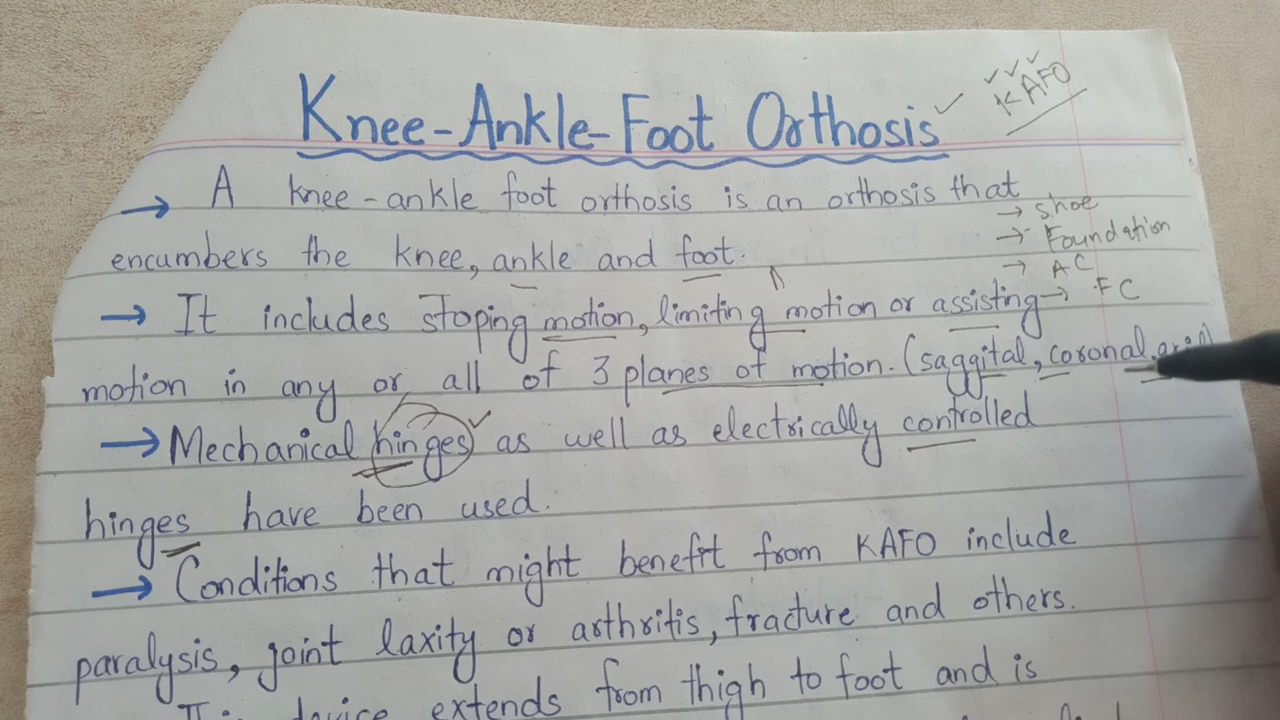 Knee-Ankle-Foot Orthosis
KAFO
→ A knee-ankle foot orthosis is an orthosis that
→ shoe
encumbers the knee, ankle and foot.
→ Foundation
→ AC
→ It includes stoping motion, limiting motion or assisting
→ FC
motion in any or all of 3 planes of motion. (saggital, coronal,
→ Mechanical hinges as well as electrically controlled
hinges have been used.
→ Conditions that might benefit from KAFO include
paralysis, joint laxity or arthritis, fracture and others.
device extends from thigh to foot and is